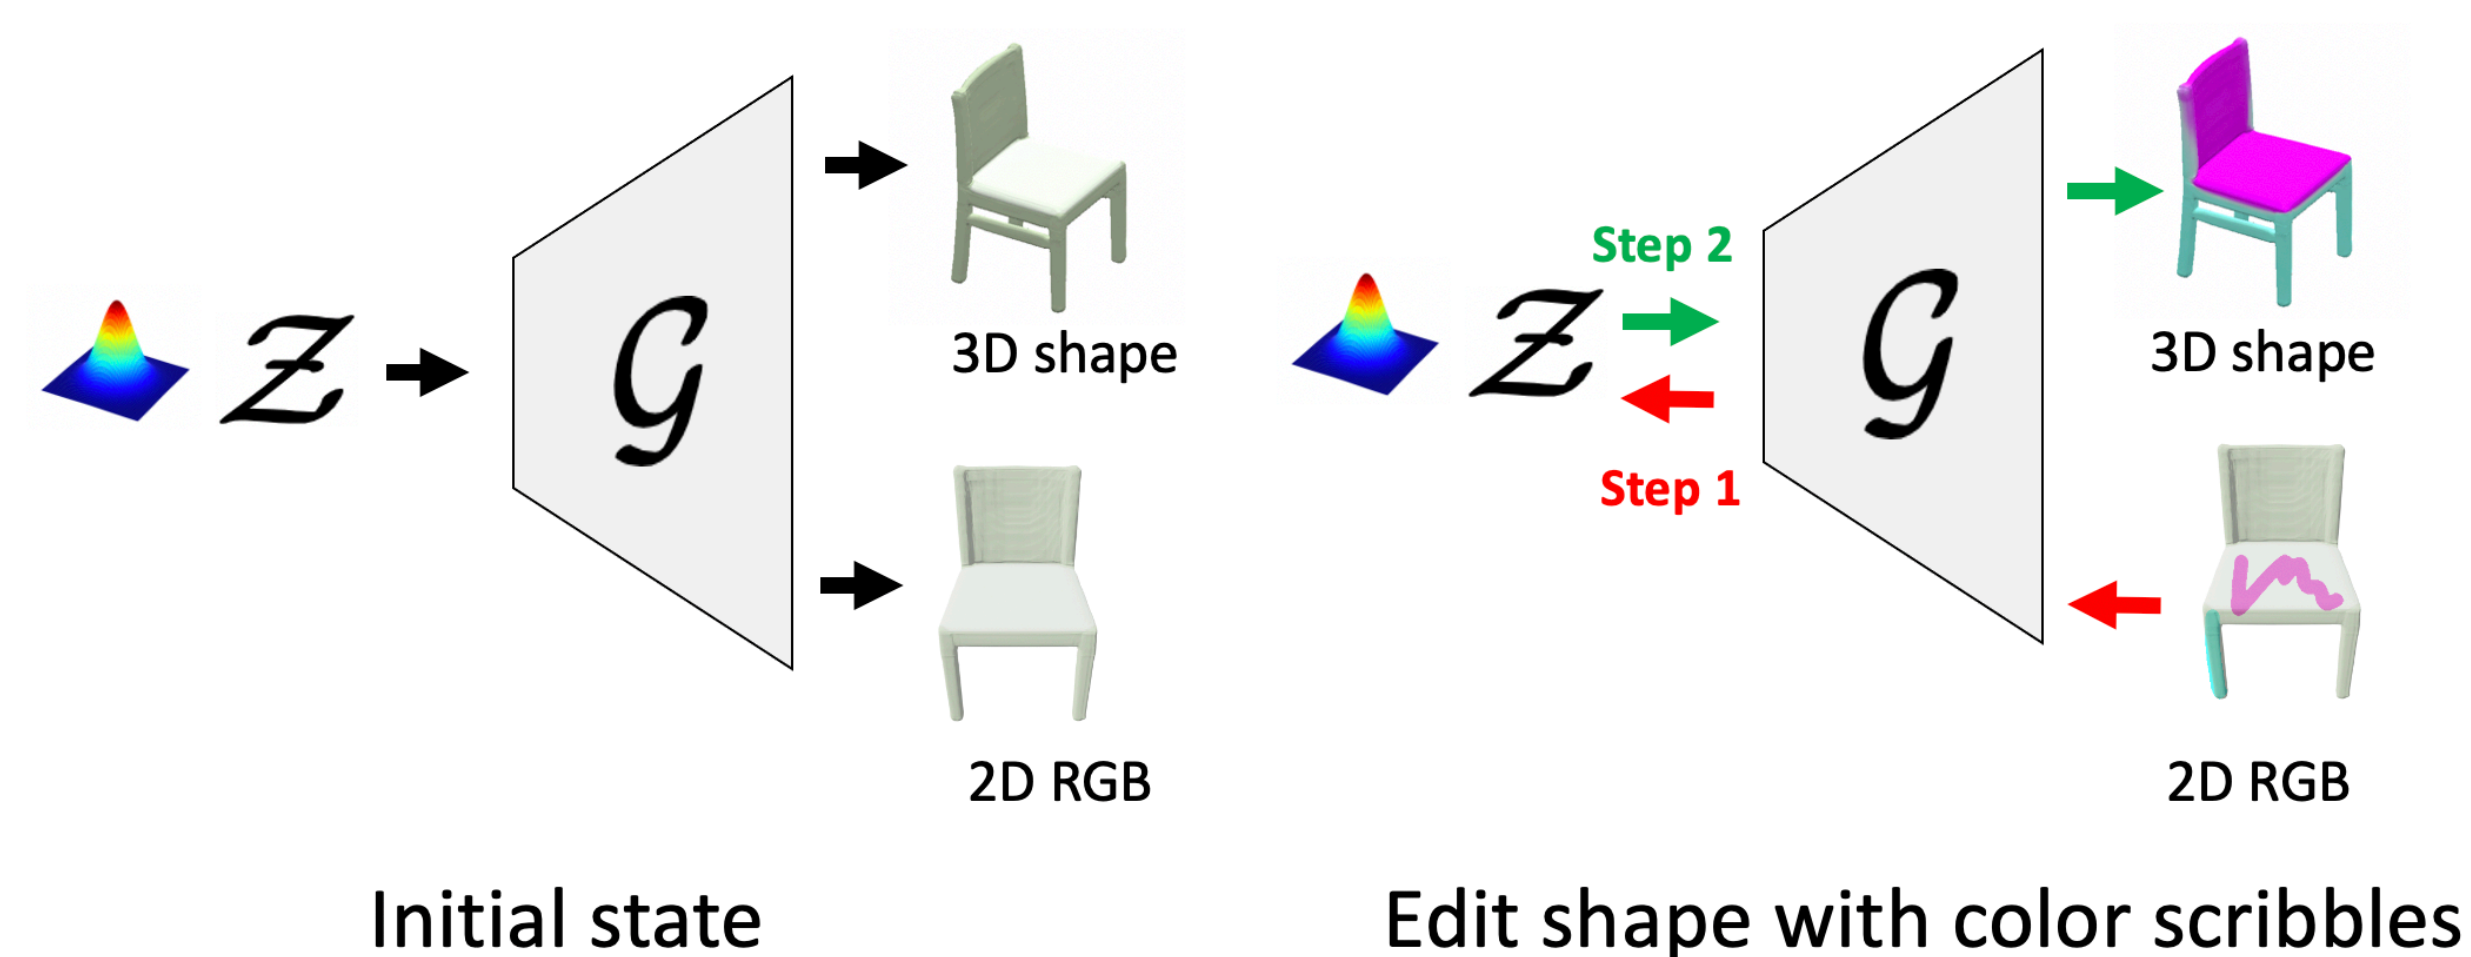 Z
G
3D shape
2D RGB
Initial state
Step 2
Z
Step 1
G
3D shape
2D RGB
Edit shape with color scribbles